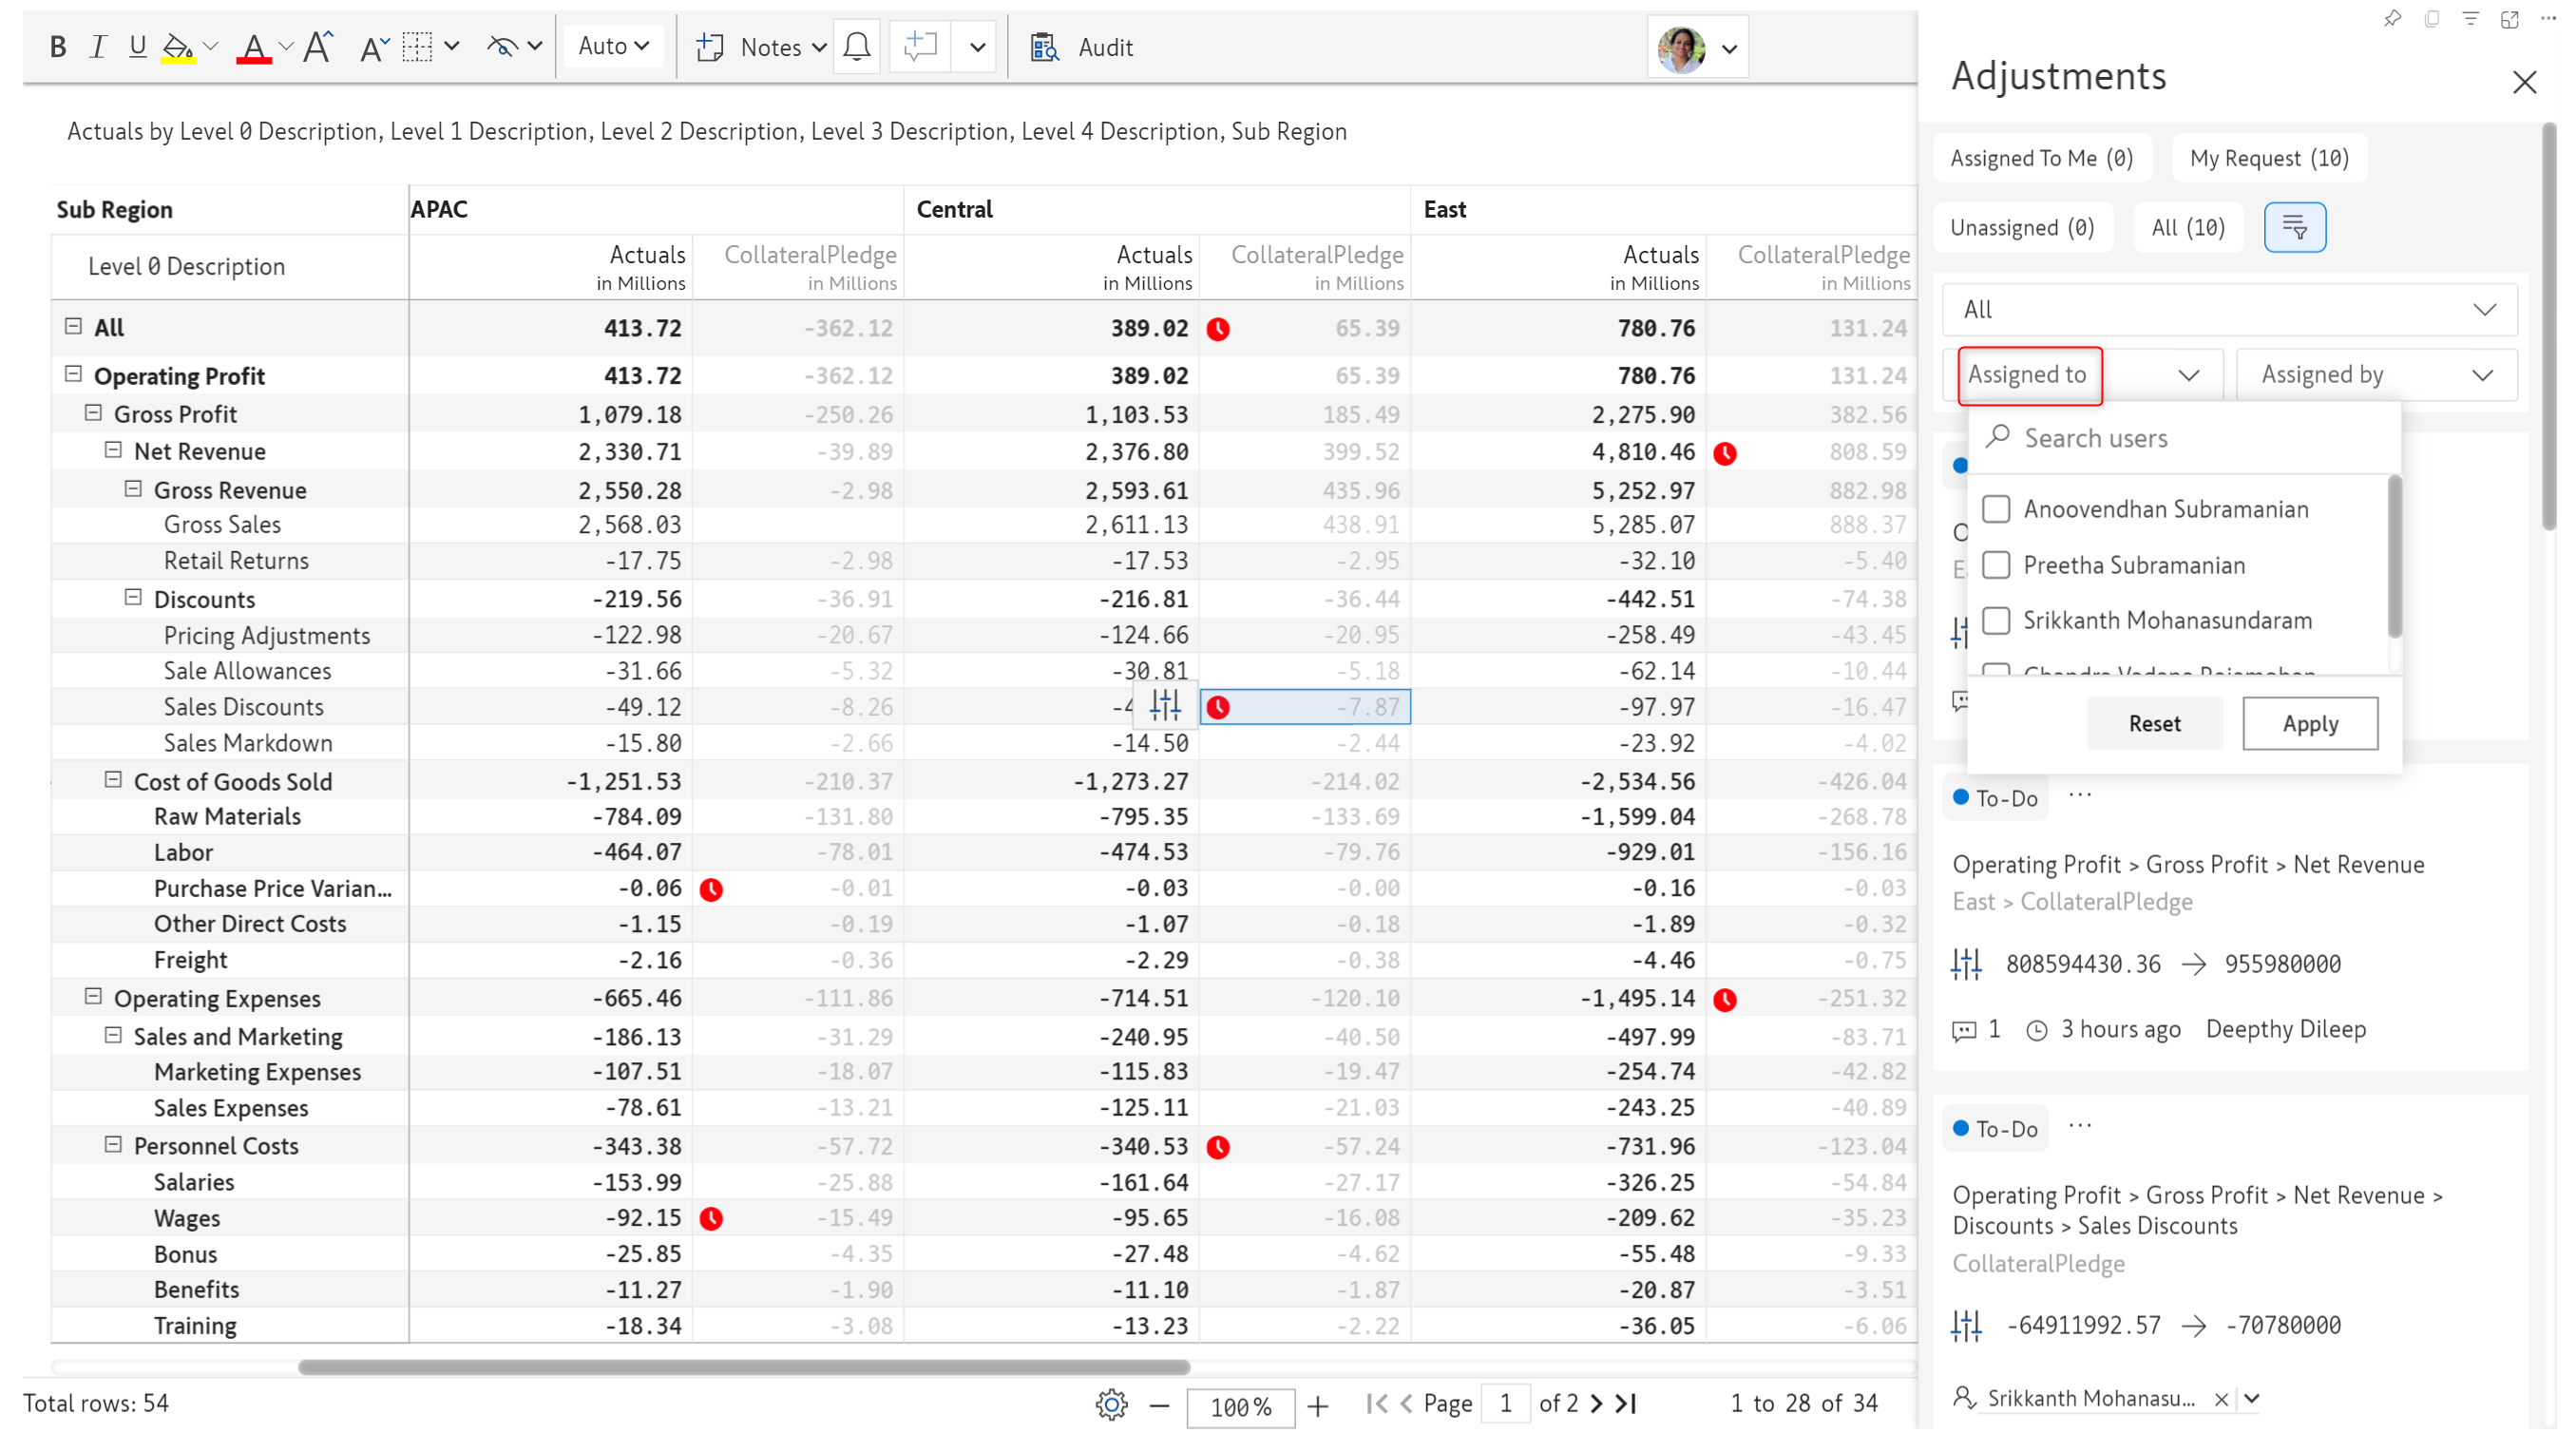 B I U A A A Auto Notes Audit
Actuals by Level 0 Description, Level 1 Description, Level 2 Description, Level 3 Description, Level 4 Description, Sub Region
Sub Region APAC Central East
Level 0 Description Actuals CollateralPledge Actuals CollateralPledge Actuals CollateralPledge
in Millions in Millions in Millions in Millions in Millions in Millions
All 413.72 -362.12 389.02 65.39 780.76 131.24
Operating Profit 413.72 -362.12 389.02 65.39 780.76 131.24
Gross Profit 1,079.18 -250.26 1,103.53 185.49 2,275.90 382.56
Net Revenue 2,330.71 -39.89 2,376.80 399.52 4,810.46 808.59
Gross Revenue 2,550.28 -2.98 2,593.61 435.96 5,252.97 882.98
Gross Sales 2,568.03 2,611.13 438.91 5,285.07 888.37
Retail Returns -17.75 -2.98 -17.53 -2.95 -32.10 -5.40
Discounts -219.56 -36.91 -216.81 -36.44 -442.51 -74.38
Pricing Adjustments -122.98 -20.67 -124.66 -20.95 -258.49 -43.45
Sale Allowances -31.66 -5.32 -30.81 -5.18 -62.14 -10.44
Sales Discounts -49.12 -8.26 -4 -7.87 -97.97 -16.47
Sales Markdown -15.80 -2.66 -14.50 -2.44 -23.92 -4.02
Cost of Goods Sold -1,251.53 -210.37 -1,273.27 -214.02 -2,534.56 -426.04
Raw Materials -784.09 -131.80 -795.35 -133.69 -1,599.04 -268.78
Labor -464.07 -78.01 -474.53 -79.76 -929.01 -156.16
Purchase Price Varian... -0.06 -0.01 -0.03 -0.00 -0.16 -0.03
Other Direct Costs -1.15 -0.19 -1.07 -0.18 -1.89 -0.32
Freight -2.16 -0.36 -2.29 -0.38 -4.46 -0.75
Operating Expenses -665.46 -111.86 -714.51 -120.10 -1,495.14 -251.32
Sales and Marketing -186.13 -31.29 -240.95 -40.50 -497.99 -83.71
Marketing Expenses -107.51 -18.07 -115.83 -19.47 -254.74 -42.82
Sales Expenses -78.61 -13.21 -125.11 -21.03 -243.25 -40.89
Personnel Costs -343.38 -57.72 -340.53 -57.24 -731.96 -123.04
Salaries -153.99 -25.88 -161.64 -27.17 -326.25 -54.84
Wages -92.15 -15.49 -95.65 -16.08 -209.62 -35.23
Bonus -25.85 -4.35 -27.48 -4.62 -55.48 -9.33
Benefits -11.27 -1.90 -11.10 -1.87 -20.87 -3.51
Training -18.34 -3.08 -13.23 -2.22 -36.05 -6.06
Total rows: 54 100% Page 1 of 2 1 to 28 of 34
Adjustments
Assigned To Me (0) My Request (10)
Unassigned (0) All (10)
All
Assigned to Assigned by
Search users
Anoovendhan Subramanian
Preetha Subramanian
Srikkanth Mohanasundaram
Reset Apply
To-Do ...
Operating Profit > Gross Profit > Net Revenue
East > CollateralPledge
808594430.36 → 955980000
1 3 hours ago Deepthy Dileep
To-Do ...
Operating Profit > Gross Profit > Net Revenue >
Discounts > Sales Discounts
CollateralPledge
-64911992.57 → -70780000
Srikkanth Mohanasu...